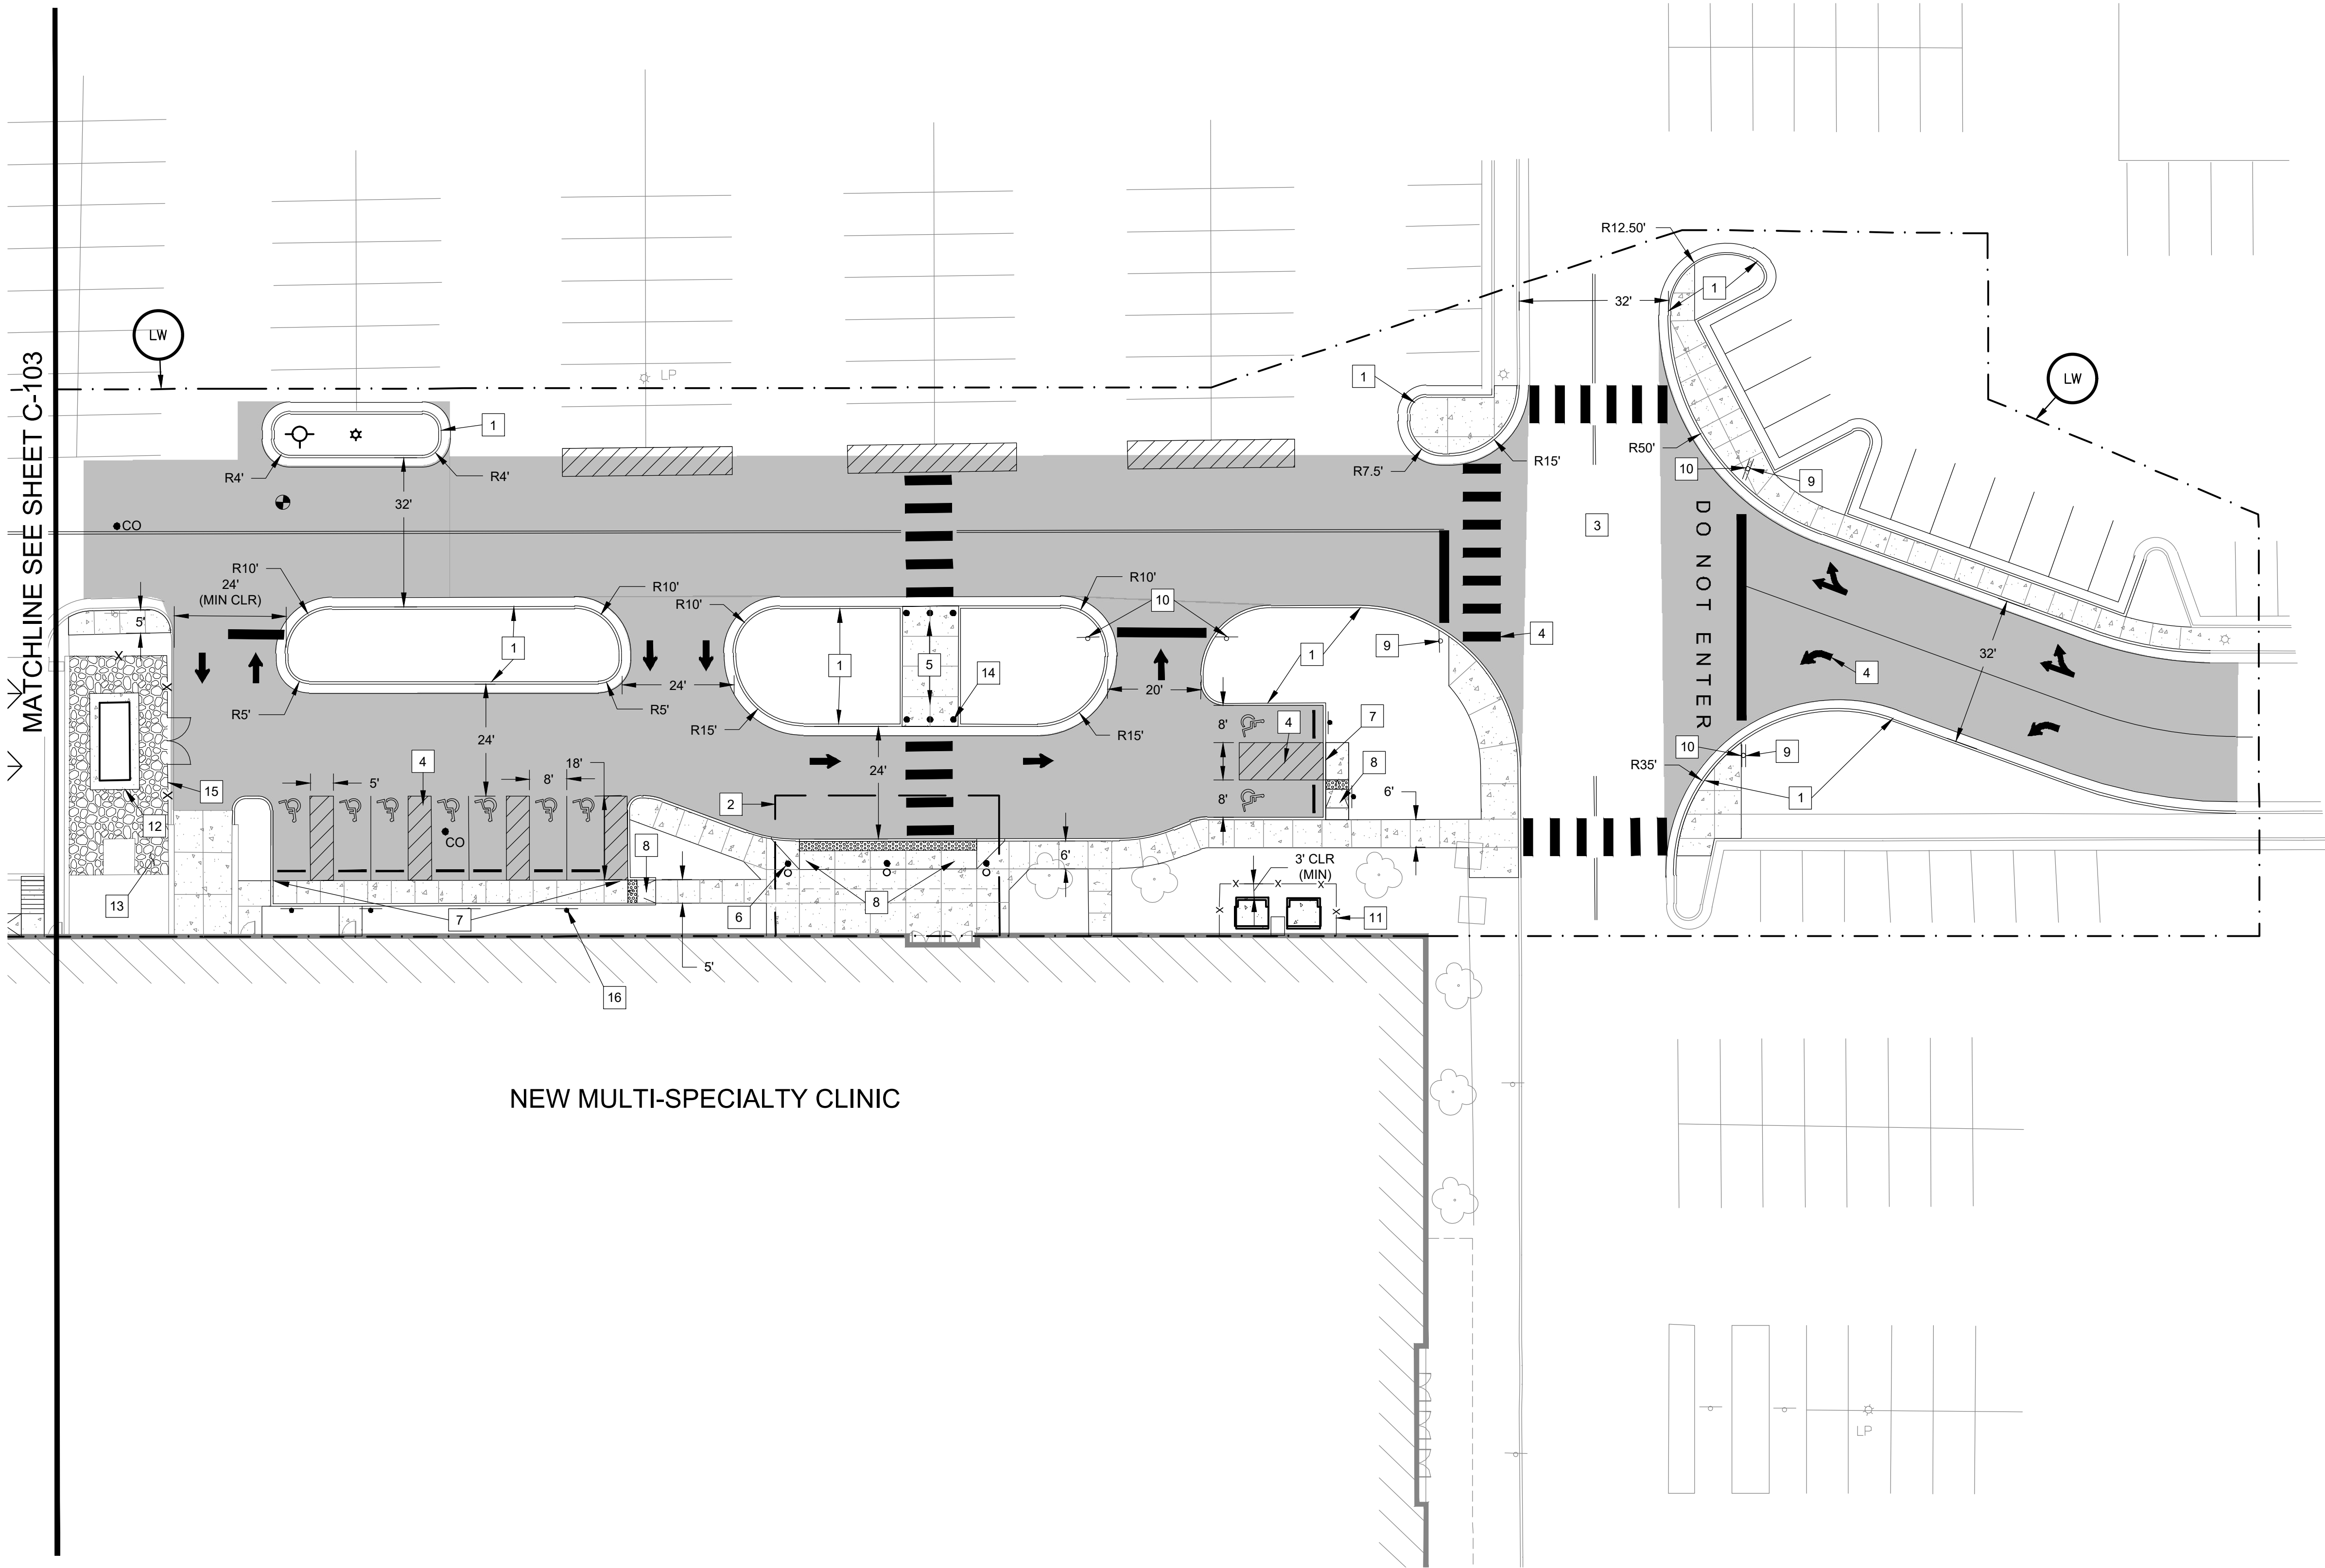 R12.50'
1
32'
LW
MATCHLINE SEE SHEET C-103
LP
1
LW
1
R4'
R4'
R7.5'
R15'
R50'
10
9
32'
CO
3
DO NOT ENTER
R10'
24'
(MIN CLR)
R10'
R10'
R10'
10
5'
1
1
5
14
1
9
4
32'
4
R5'
24'
R5'
R15'
20'
R15'
8'
4
7
10
9
R35'
24'
4
18'
24'
8
15
5'
8'
2
8'
6'
1
12
CO
8
6'
3' CLR
(MIN)
13
7
6
8
11
5'
16
NEW MULTI-SPECIALTY CLINIC
LP